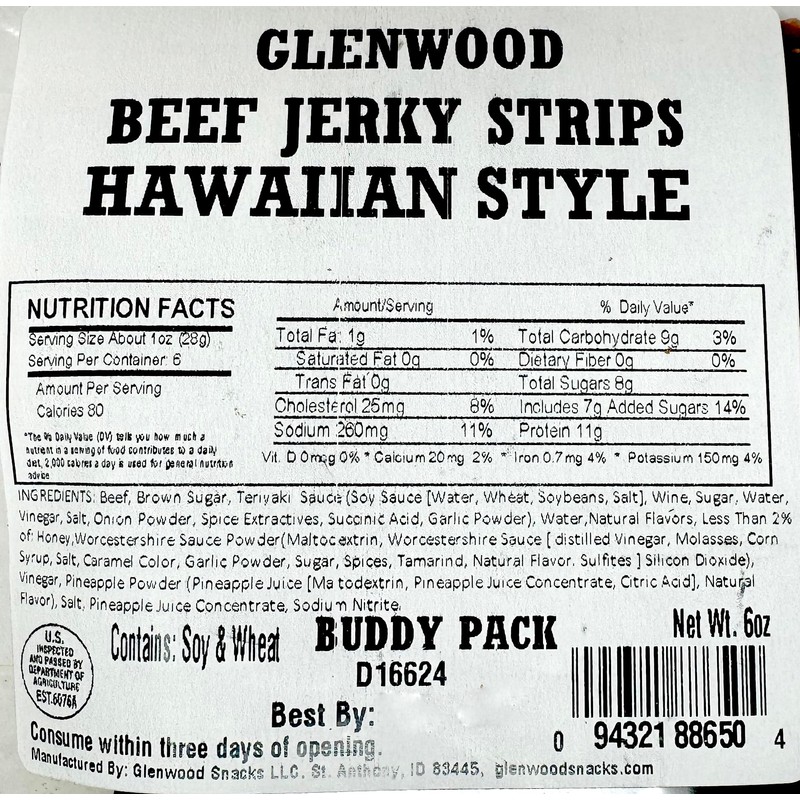 GLENWOOD
BEEF JERKY STRIPS
HAWAIIAN STYLE
NUTRITION FACTS
Serving Size About 1oz (28g)
Serving Per Container: 6
Amount Per Serving
Calories 80
*The % Daily Value (DV) tells you how much a
nutrient in a serving of food contributes to a daily
diet, 2,000 calories a day is used for general nutrition
advice
Amount/Serving % Daily Value*
Total Fat 1g 1% Total Carbohydrate 9g 3%
Saturated Fat 0g 0% Dietary Fiber 0g 0%
Trans Fat 0g Total Sugars 8g
Cholesterol 25mg 8% Includes 7g Added Sugars 14%
Sodium 260mg 11% Protein 11g
Vit. D 0mcg 0% * Calcium 20mg 2% * Iron 0.7mg 4% * Potassium 150mg 4%
INGREDIENTS: Beef, Brown Sugar, Teriyaki Sauce (Soy Sauce [Water, Wheat, Soybeans, Salt], Wine, Sugar, Water,
Vinegar, Salt, Onion Powder, Spice Extractives, Succinic Acid, Garlic Powder), Water, Natural Flavors, Less Than 2%
of: Honey, Worcestershire Sauce Powder (Maltodextrin, Worcestershire Sauce [ distilled Vinegar, Molasses, Corn
Syrup, Salt, Caramel Color, Garlic Powder, Sugar, Spices, Tamarind, Natural Flavor. Sulfites ] Silicon Dioxide),
Vinegar, Pineapple Powder (Pineapple Juice [Maltodextrin, Pineapple Juice Concentrate, Citric Acid], Natural
Flavor), Salt, Pineapple Juice Concentrate, Sodium Nitrite.
U.S.
INSPECTED
AND PASSED BY
DEPARTMENT OF
AGRICULTURE
EST.6676A
Contains: Soy & Wheat
BUDDY PACK
D16624
Net Wt. 6oz
Best By:
0 94321 88650 4
Consume within three days of opening.
Manufactured By: Glenwood Snacks LLC. St. Anthony, ID 83445, glenwoodsnacks.com